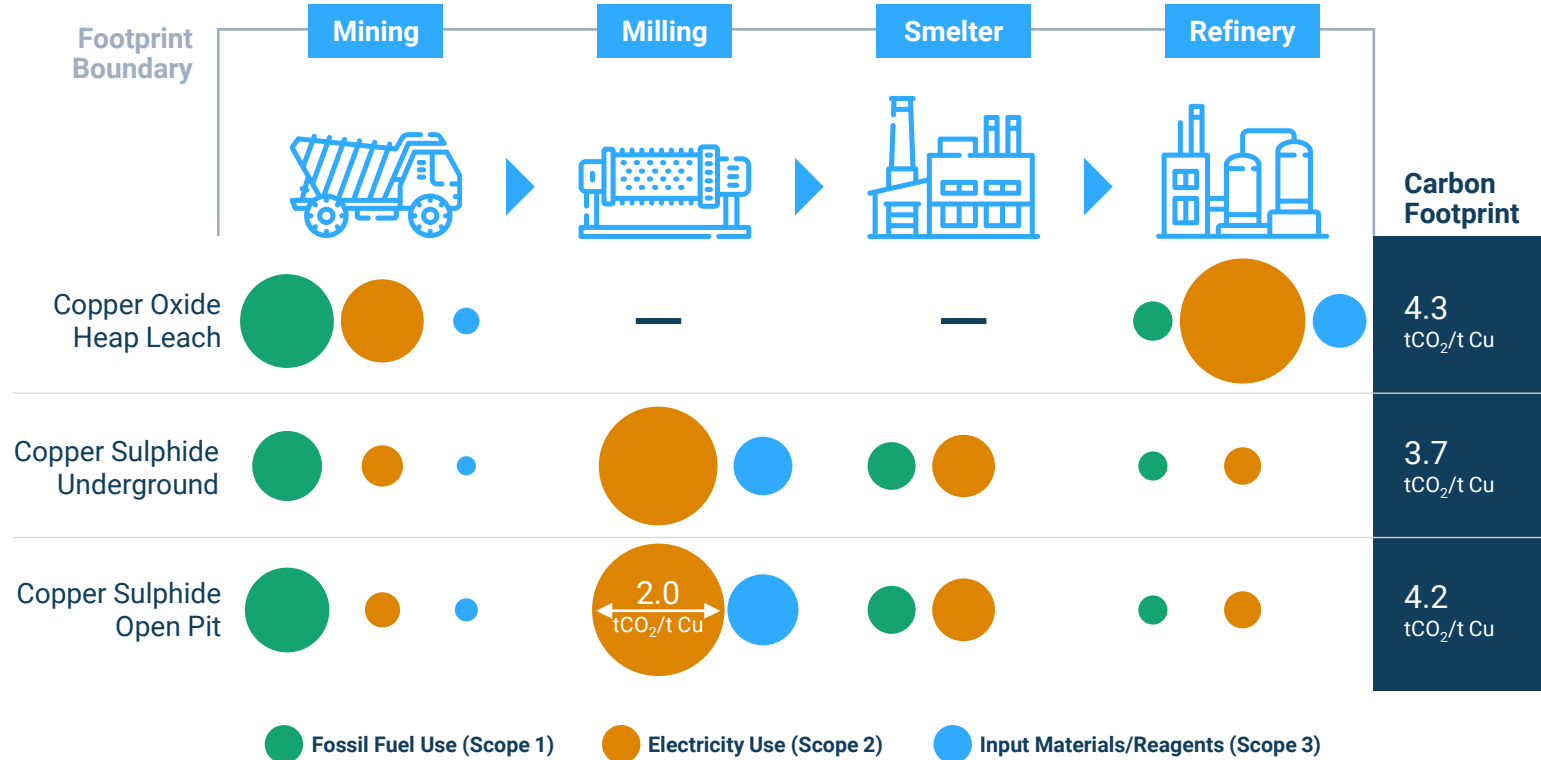 Footprint
Boundary
Mining
Milling
Smelter
Refinery
Carbon
Footprint
Copper Oxide
Heap Leach
4.3
tCO₂/t Cu
Copper Sulphide
Underground
3.7
tCO₂/t Cu
Copper Sulphide
Open Pit
2.0
tCO₂/t Cu
4.2
tCO₂/t Cu
Fossil Fuel Use (Scope 1)
Electricity Use (Scope 2)
Input Materials/Reagents (Scope 3)